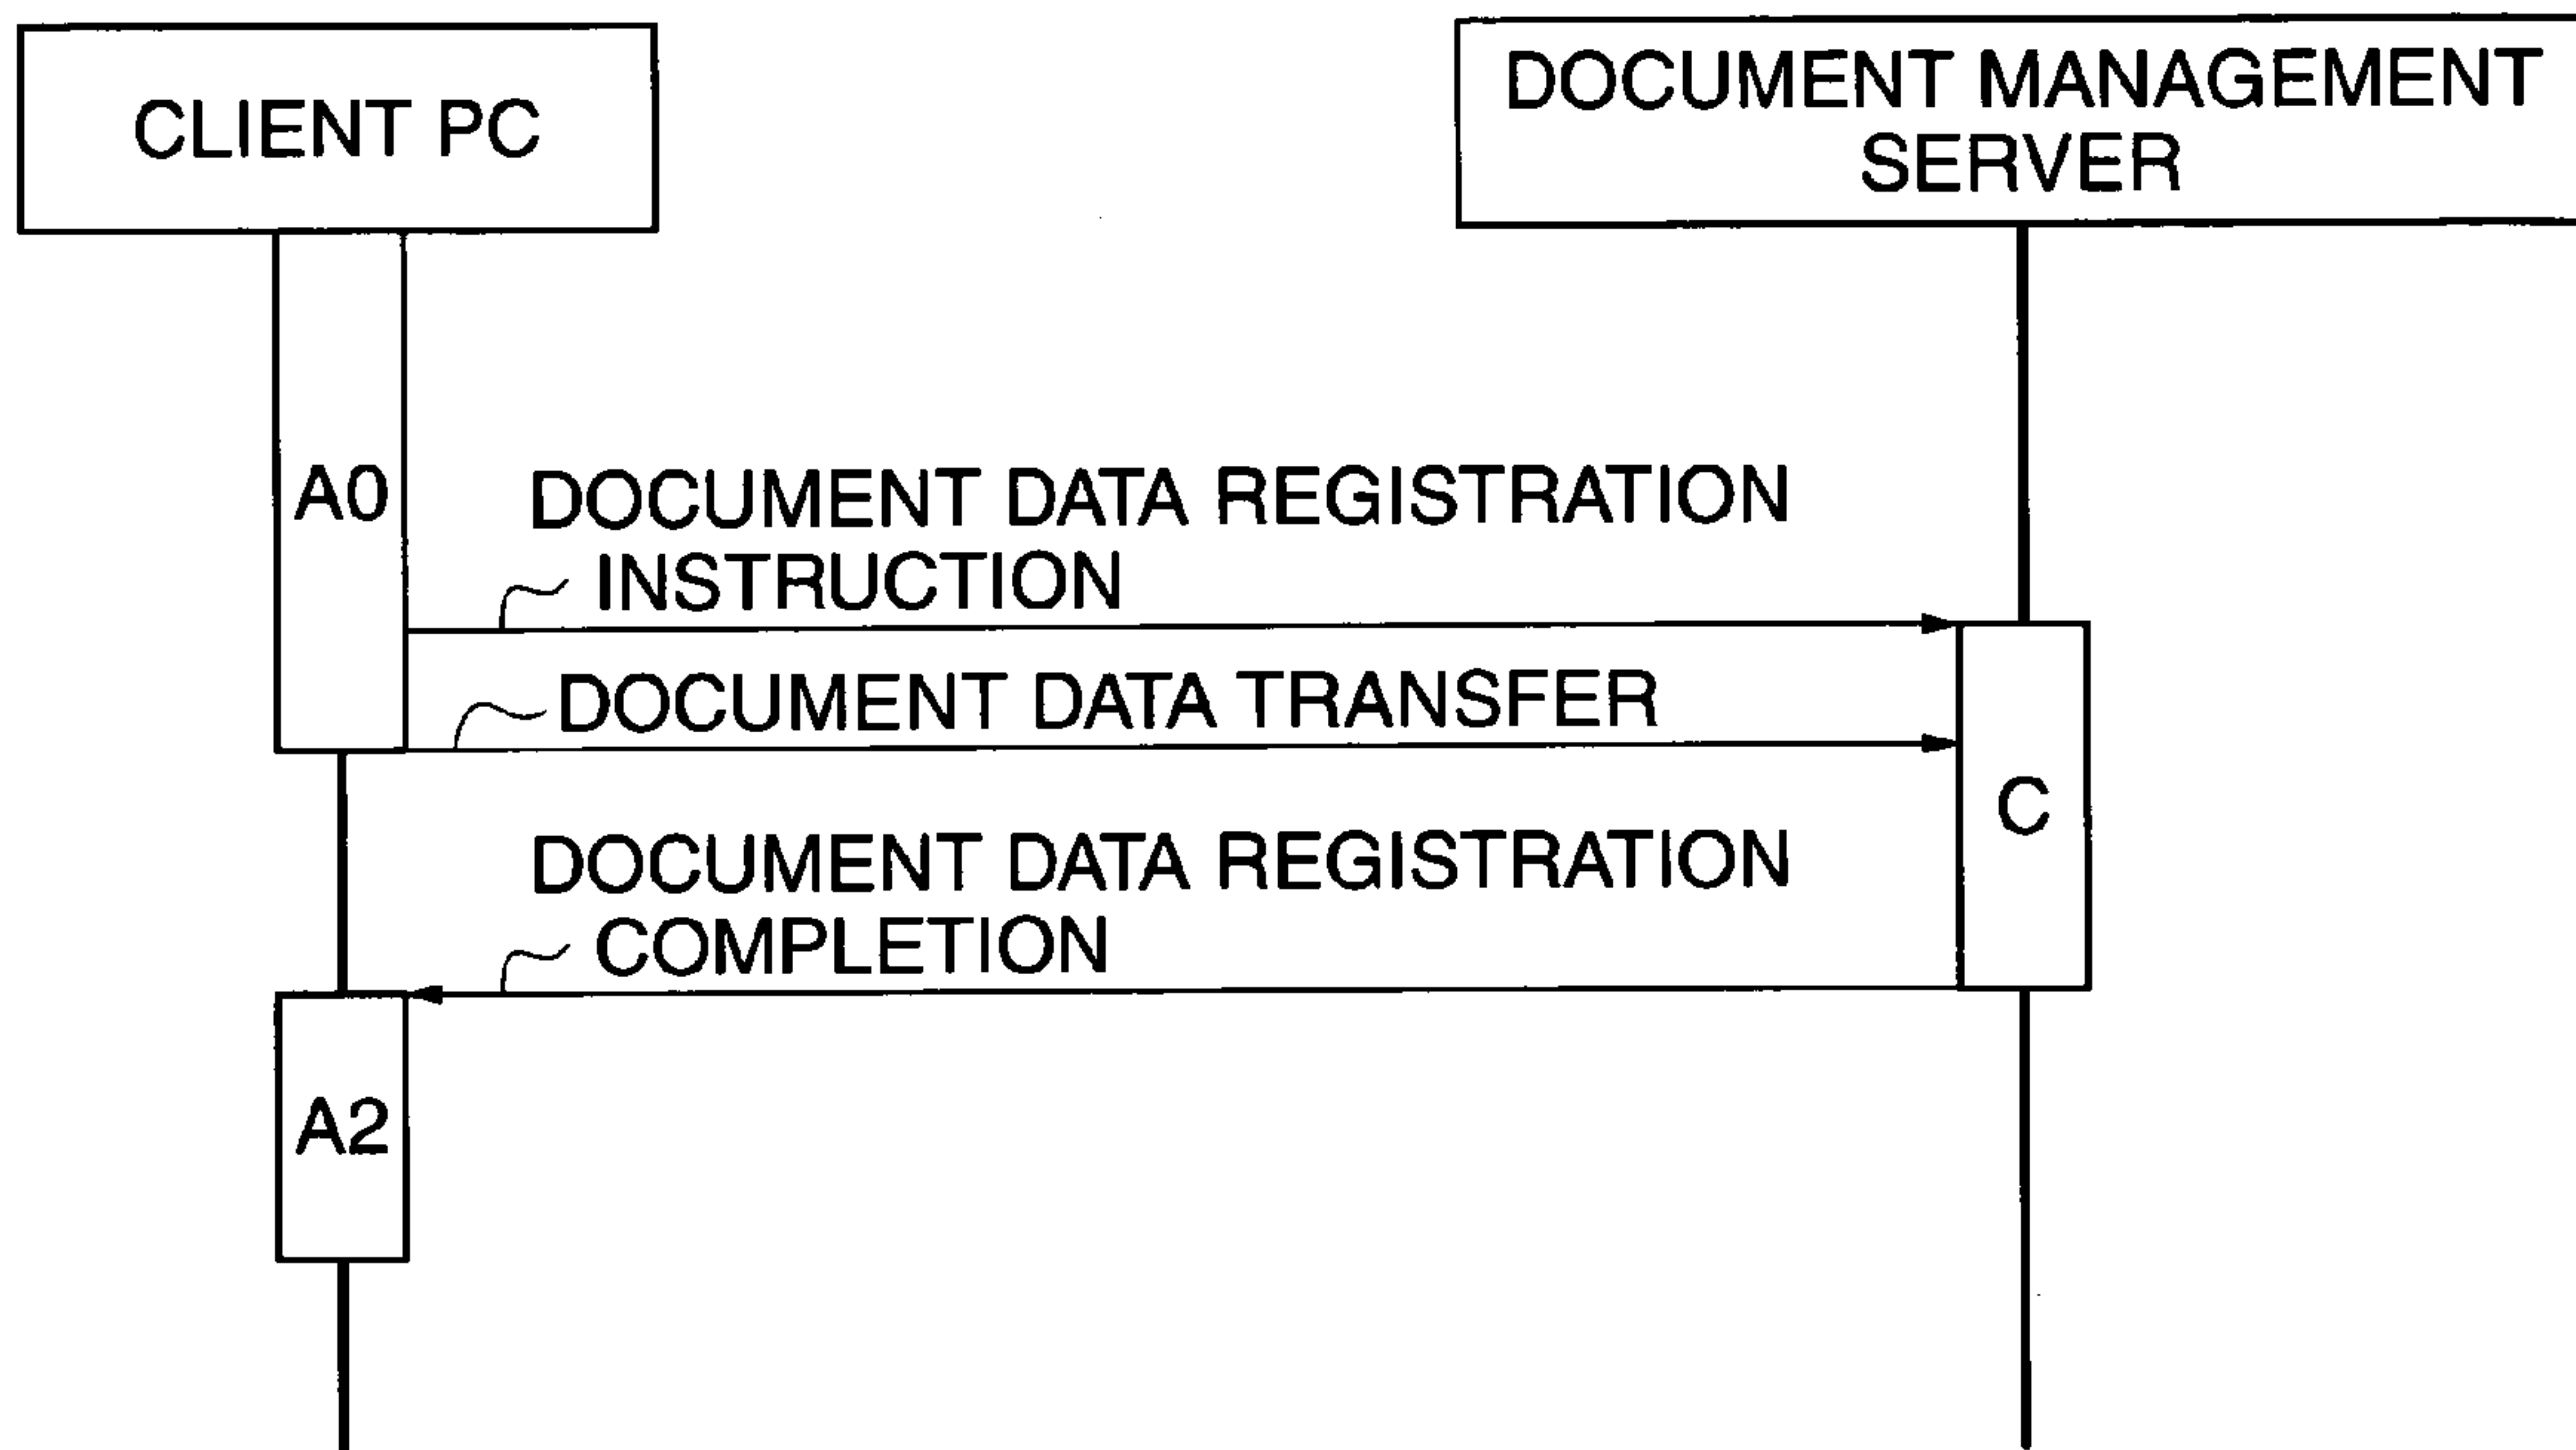 CLIENT PC
DOCUMENT MANAGEMENT
SERVER
A0
DOCUMENT DATA REGISTRATION
INSTRUCTION
DOCUMENT DATA TRANSFER
C
DOCUMENT DATA REGISTRATION
COMPLETION
A2